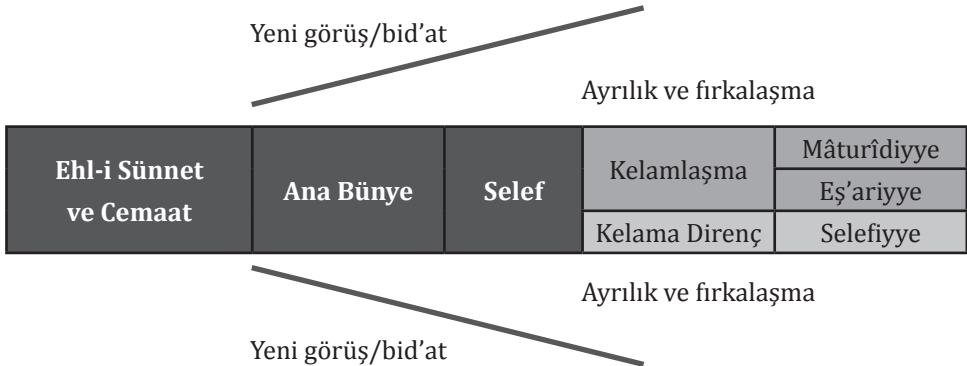 Yeni görüş/bid’at
Ayrılık ve fırkalaşma
Ehl-i Sünnet
ve Cemaat
Ana Bünye
Selef
Kelamlaşma
Mâturîdiyye
Eş’ariyye
Kelama Direnç
Selefiyye
Ayrılık ve fırkalaşma
Yeni görüş/bid’at